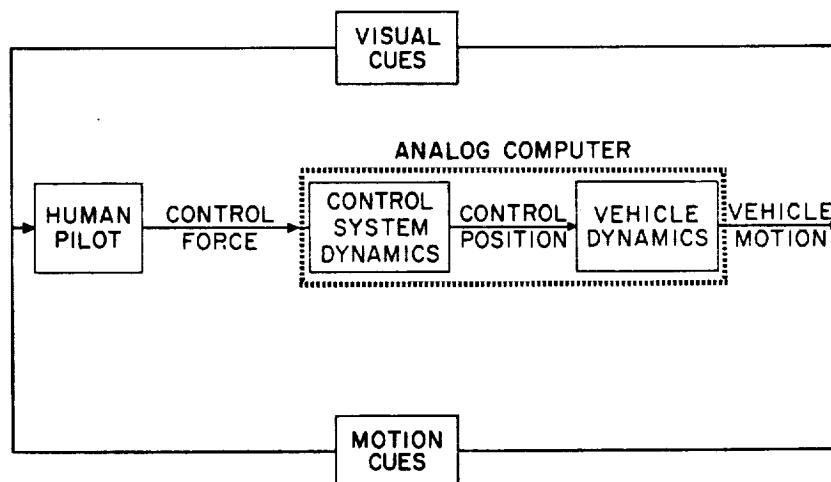 VISUAL
CUES
ANALOG COMPUTER
HUMAN
PILOT
CONTROL
FORCE
CONTROL
SYSTEM
DYNAMICS
CONTROL
POSITION
VEHICLE
DYNAMICS
VEHICLE
MOTION
MOTION
CUES